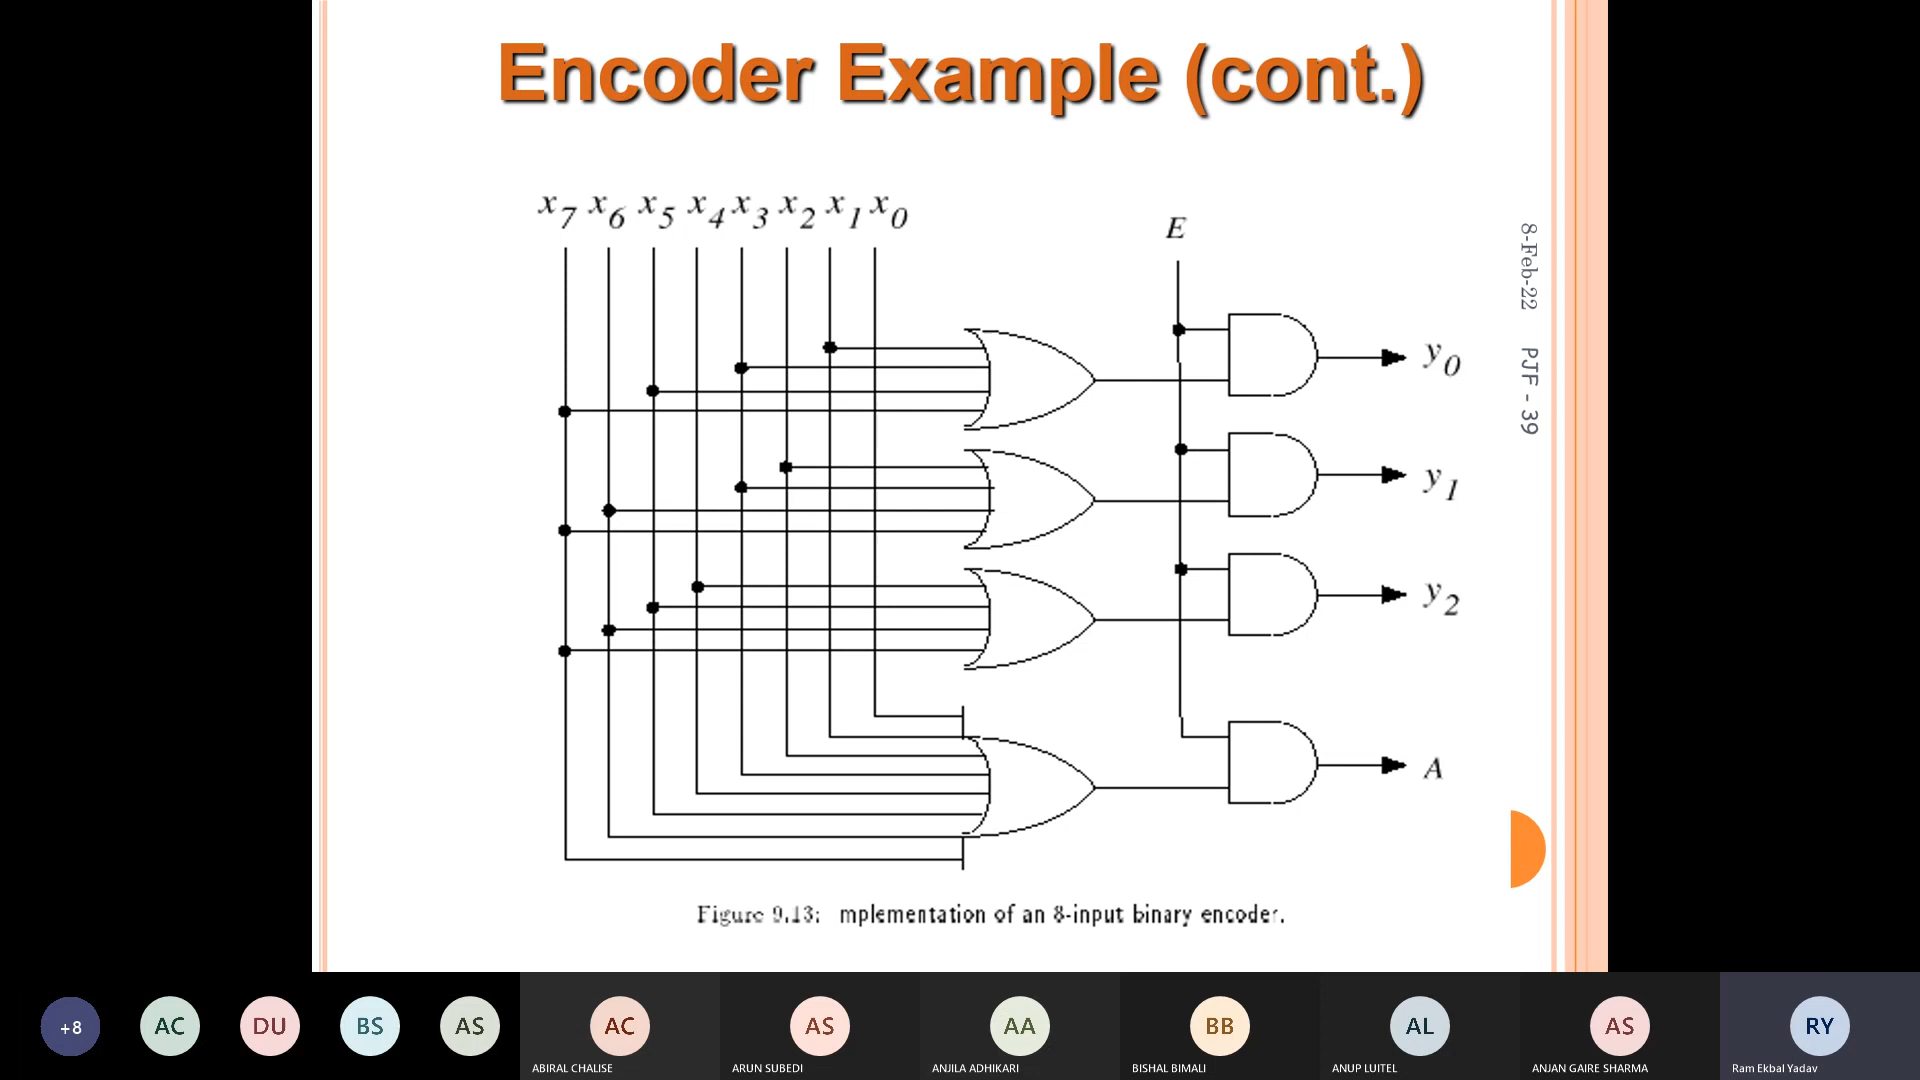 Encoder Example (cont.)
x7 x6 x5 x4 x3 x2 x1 x0
E
y0
y1
y2
A
8-Feb-22 PJF - 39
Figure 9.13: mplementation of an 8-input binary encoder.
+8
AC
DU
BS
AS
AC
AS
AA
BB
AL
AS
RY
ABIRAL CHALISE
ARUN SUBEDI
ANJILA ADHIKARI
BISHAL BIMALI
ANUP LUITEL
ANJAN GAIRE SHARMA
Ram Ekbal Yadav